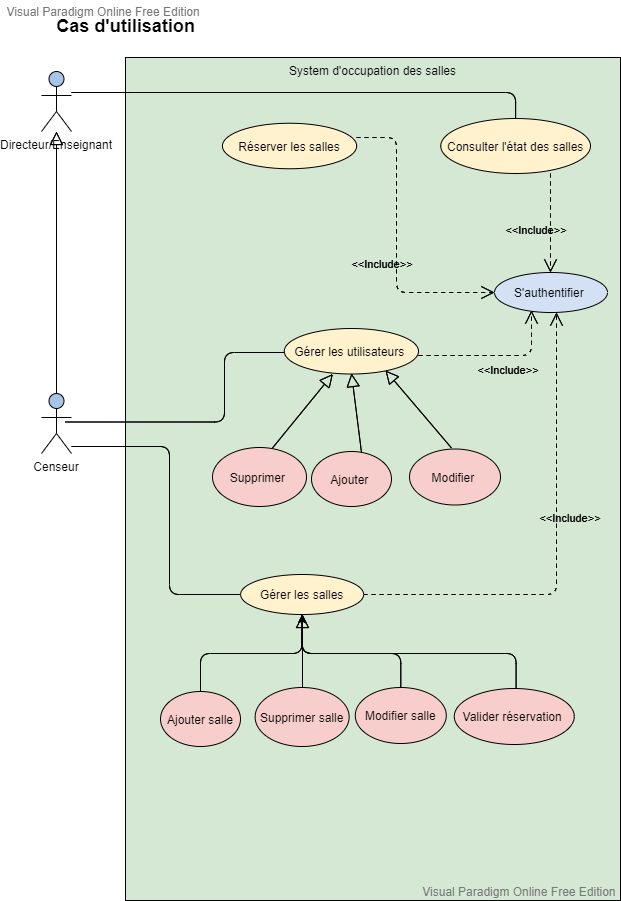 Visual Paradigm Online Free Edition
Cas d'utilisation
System d'occupation des salles
Directeur/Enseignant
Réserver les salles
Consulter l'état des salles
<<Include>>
<<Include>>
S'authentifier
Gérer les utilisateurs
<<Include>>
Censeur
Supprimer
Ajouter
Modifier
<<Include>>
Gérer les salles
Ajouter salle
Supprimer salle
Modifier salle
Valider réservation
Visual Paradigm Online Free Edition